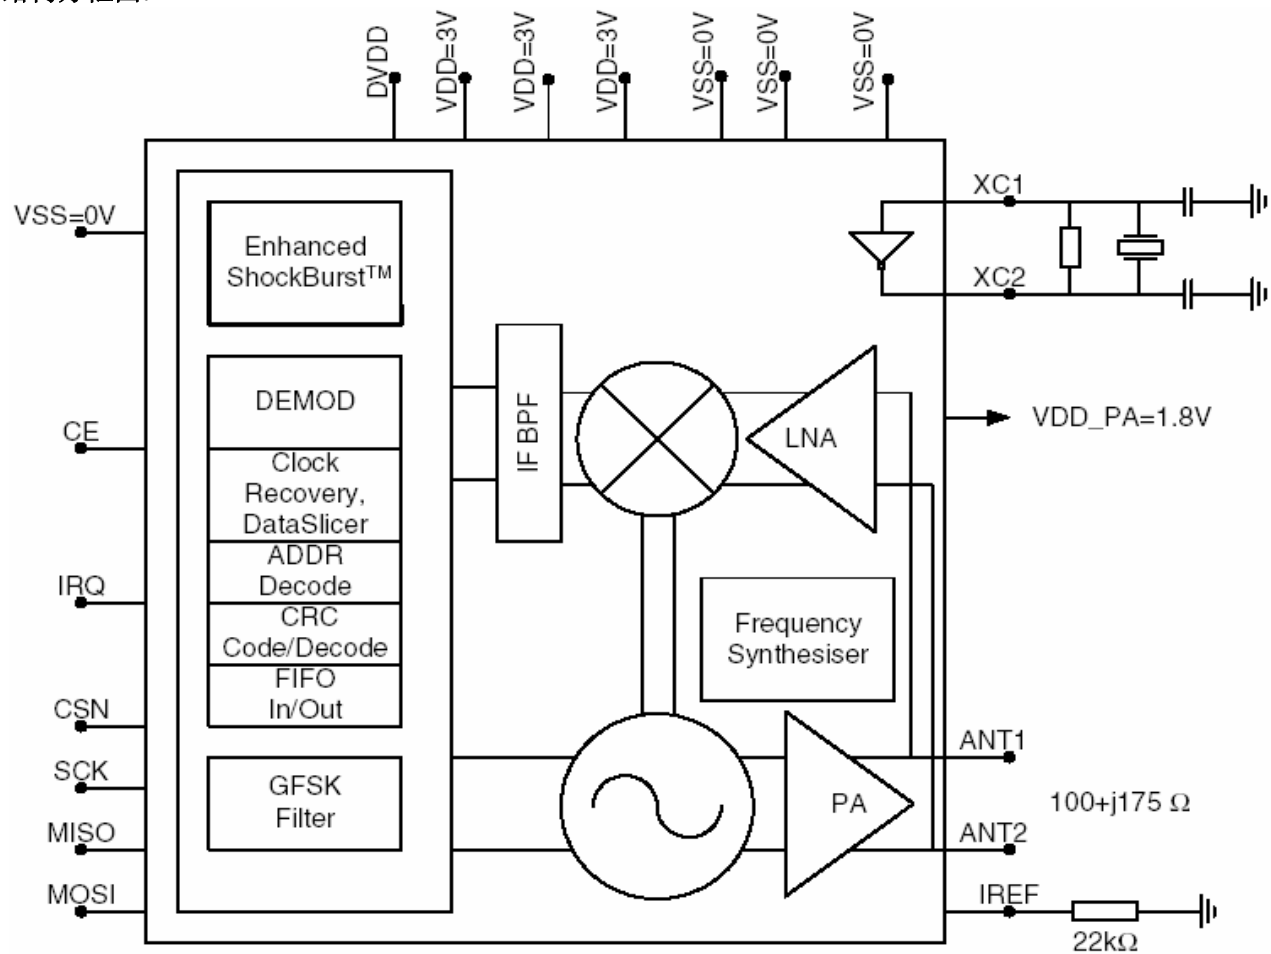 DVDD
VDD=3V
VDD=3V
VDD=3V
VSS=0V
VSS=0V
VSS=0V
VSS=0V
CE
IRQ
CSN
SCK
MISO
MOSI
Enhanced
ShockBurst™
DEMOD
Clock
Recovery,
DataSlicer
ADDR
Decode
CRC
Code/Decode
FIFO
In/Out
GFSK
Filter
IF BPF
LNA
Frequency
Synthesiser
PA
XC1
XC2
VDD_PA=1.8V
ANT1
100+j175 Ω
ANT2
IREF
22kΩ